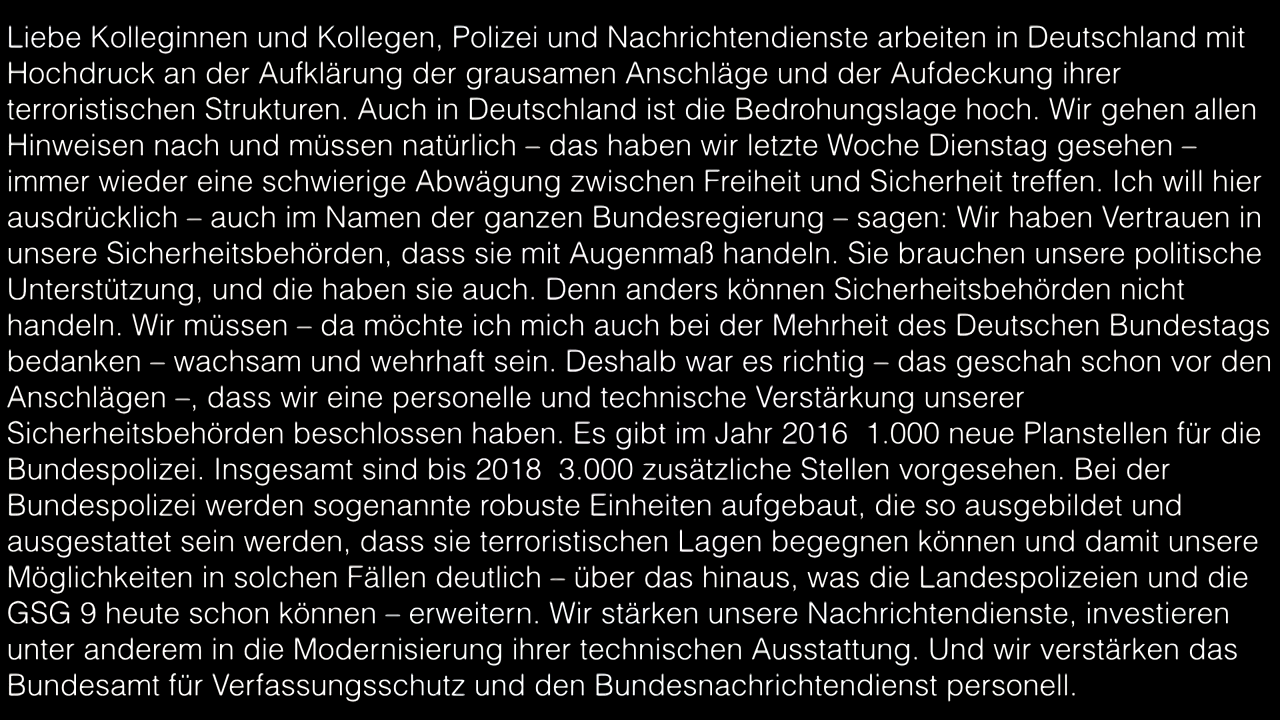 Liebe Kolleginnen und Kollegen, Polizei und Nachrichtendienste arbeiten in Deutschland mit
Hochdruck an der Aufklärung der grausamen Anschläge und der Aufdeckung ihrer
terroristischen Strukturen. Auch in Deutschland ist die Bedrohungslage hoch. Wir gehen allen
Hinweisen nach und müssen natürlich – das haben wir letzte Woche Dienstag gesehen –
immer wieder eine schwierige Abwägung zwischen Freiheit und Sicherheit treffen. Ich will hier
ausdrücklich – auch im Namen der ganzen Bundesregierung – sagen: Wir haben Vertrauen in
unsere Sicherheitsbehörden, dass sie mit Augenmaß handeln. Sie brauchen unsere politische
Unterstützung, und die haben sie auch. Denn anders können Sicherheitsbehörden nicht
handeln. Wir müssen – da möchte ich mich auch bei der Mehrheit des Deutschen Bundestags
bedanken – wachsam und wehrhaft sein. Deshalb war es richtig – das geschah schon vor den
Anschlägen –, dass wir eine personelle und technische Verstärkung unserer
Sicherheitsbehörden beschlossen haben. Es gibt im Jahr 2016  1.000 neue Planstellen für die
Bundespolizei. Insgesamt sind bis 2018  3.000 zusätzliche Stellen vorgesehen. Bei der
Bundespolizei werden sogenannte robuste Einheiten aufgebaut, die so ausgebildet und
ausgestattet sein werden, dass sie terroristischen Lagen begegnen können und damit unsere
Möglichkeiten in solchen Fällen deutlich – über das hinaus, was die Landespolizeien und die
GSG 9 heute schon können – erweitern. Wir stärken unsere Nachrichtendienste, investieren
unter anderem in die Modernisierung ihrer technischen Ausstattung. Und wir verstärken das
Bundesamt für Verfassungsschutz und den Bundesnachrichtendienst personell.